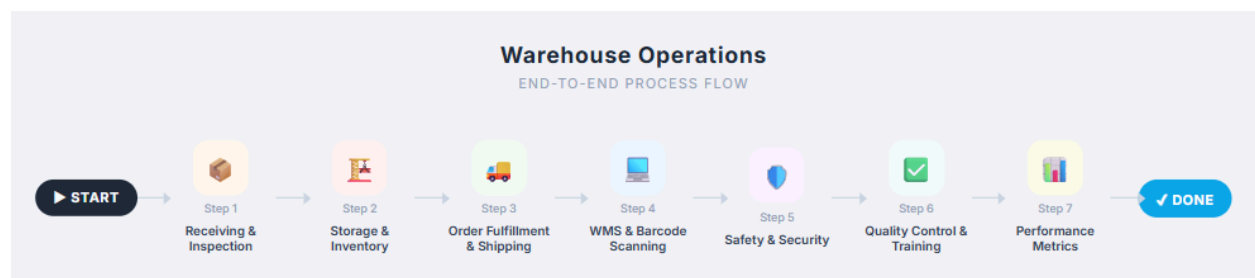 Warehouse Operations
END-TO-END PROCESS FLOW
▶ START
Step 1
Receiving &
Inspection
Step 2
Storage &
Inventory
Step 3
Order Fulfillment
& Shipping
Step 4
WMS & Barcode
Scanning
Step 5
Safety & Security
Step 6
Quality Control &
Training
Step 7
Performance
Metrics
✓ DONE